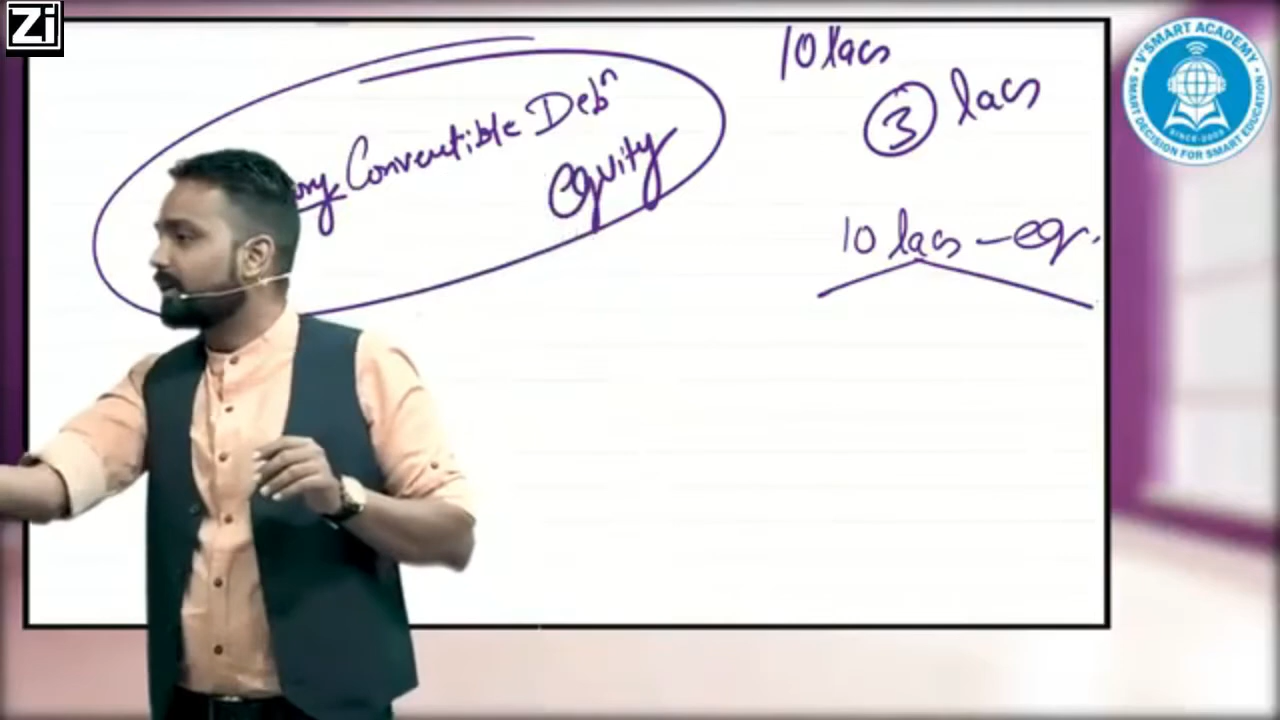 Zi
ory Convertible Debⁿ
equity
10 lacs
3 lacs
10 lacs - eq.
V'SMART ACADEMY
SINCE-2003
SMART DECISION FOR SMART EDUCATION